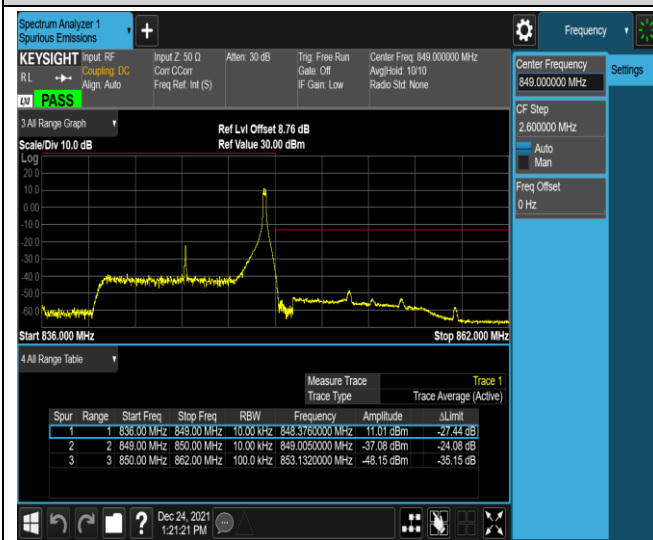 Spectrum Analyzer 1
Spurious Emissions
Frequency
KEYSIGHT
Input: RF
Input Z: 50 Ω
Atten: 30 dB
Trig: Free Run
Center Freq: 849.000000 MHz
R L
Coupling: DC
Corr CCorr
Gate: Off
Avg|Hold: 10/10
Align: Auto
Freq Ref: Int (S)
IF Gain: Low
Radio Std: None
LXI
PASS
Center Frequency
849.000000 MHz
Settings
CF Step
2.600000 MHz
Auto
Man
Freq Offset
0 Hz
3 All Range Graph
Ref Lvl Offset 8.76 dB
Scale/Div 10.0 dB
Ref Value 30.00 dBm
Log
20.0
10.0
0.00
-10.0
-20.0
-30.0
-40.0
-50.0
-60.0
Start 836.000 MHz
Stop 862.000 MHz
4 All Range Table
Measure Trace Trace 1
Trace Type Trace Average (Active)
Spur Range Start Freq Stop Freq RBW Frequency Amplitude ΔLimit
1 1 836.00 MHz 849.00 MHz 10.00 kHz 848.3760000 MHz 11.01 dBm -27.44 dB
2 2 849.00 MHz 850.00 MHz 10.00 kHz 849.0050000 MHz -37.08 dBm -24.08 dB
3 3 850.00 MHz 862.00 MHz 100.0 kHz 853.1320000 MHz -48.15 dBm -35.15 dB
Dec 24, 2021
1:21:21 PM